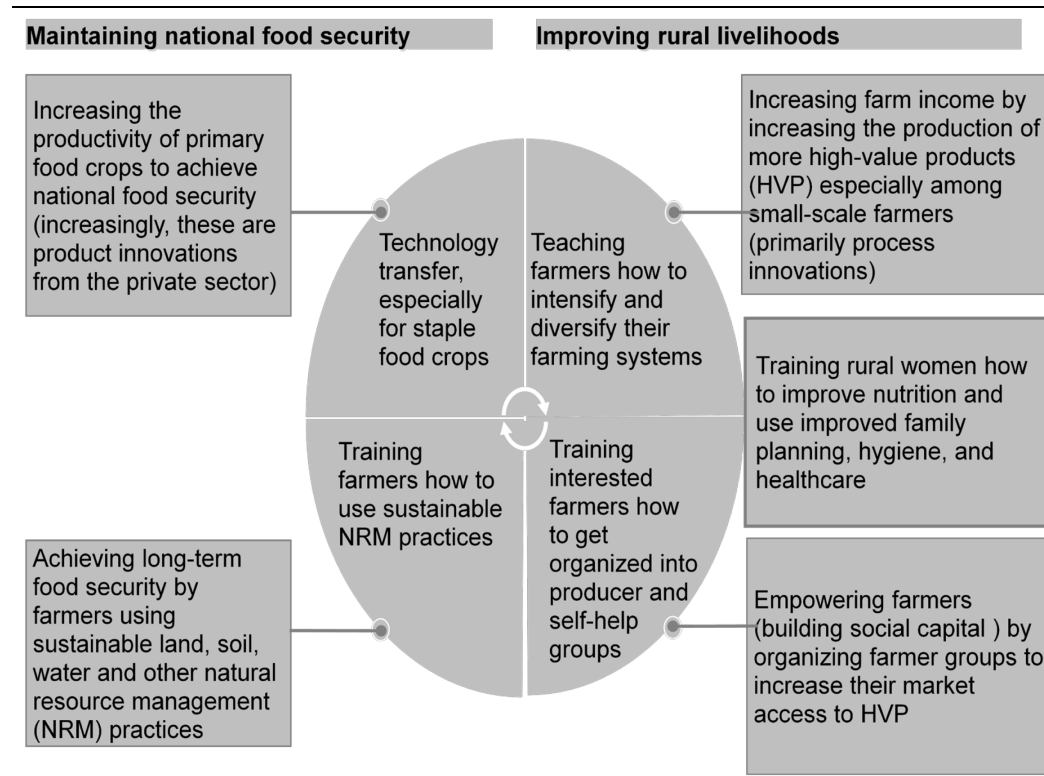 Maintaining national food security
Improving rural livelihoods
Increasing the
productivity of primary
food crops to achieve
national food security
(increasingly, these are
product innovations
from the private sector)
Increasing farm income by
increasing the production of
more high-value products
(HVP) especially among
small-scale farmers
(primarily process
innovations)
Technology
transfer,
especially
for staple
food crops
Teaching
farmers how to
intensify and
diversify their
farming systems
Training rural women how
to improve nutrition and
use improved family
planning, hygiene, and
healthcare
Training
farmers how to
use sustainable
NRM practices
Training
interested
farmers how
to get
organized into
producer and
self-help
groups
Achieving long-term
food security by
farmers using
sustainable land, soil,
water and other natural
resource management
(NRM) practices
Empowering farmers
(building social capital ) by
organizing farmer groups to
increase their market
access to HVP